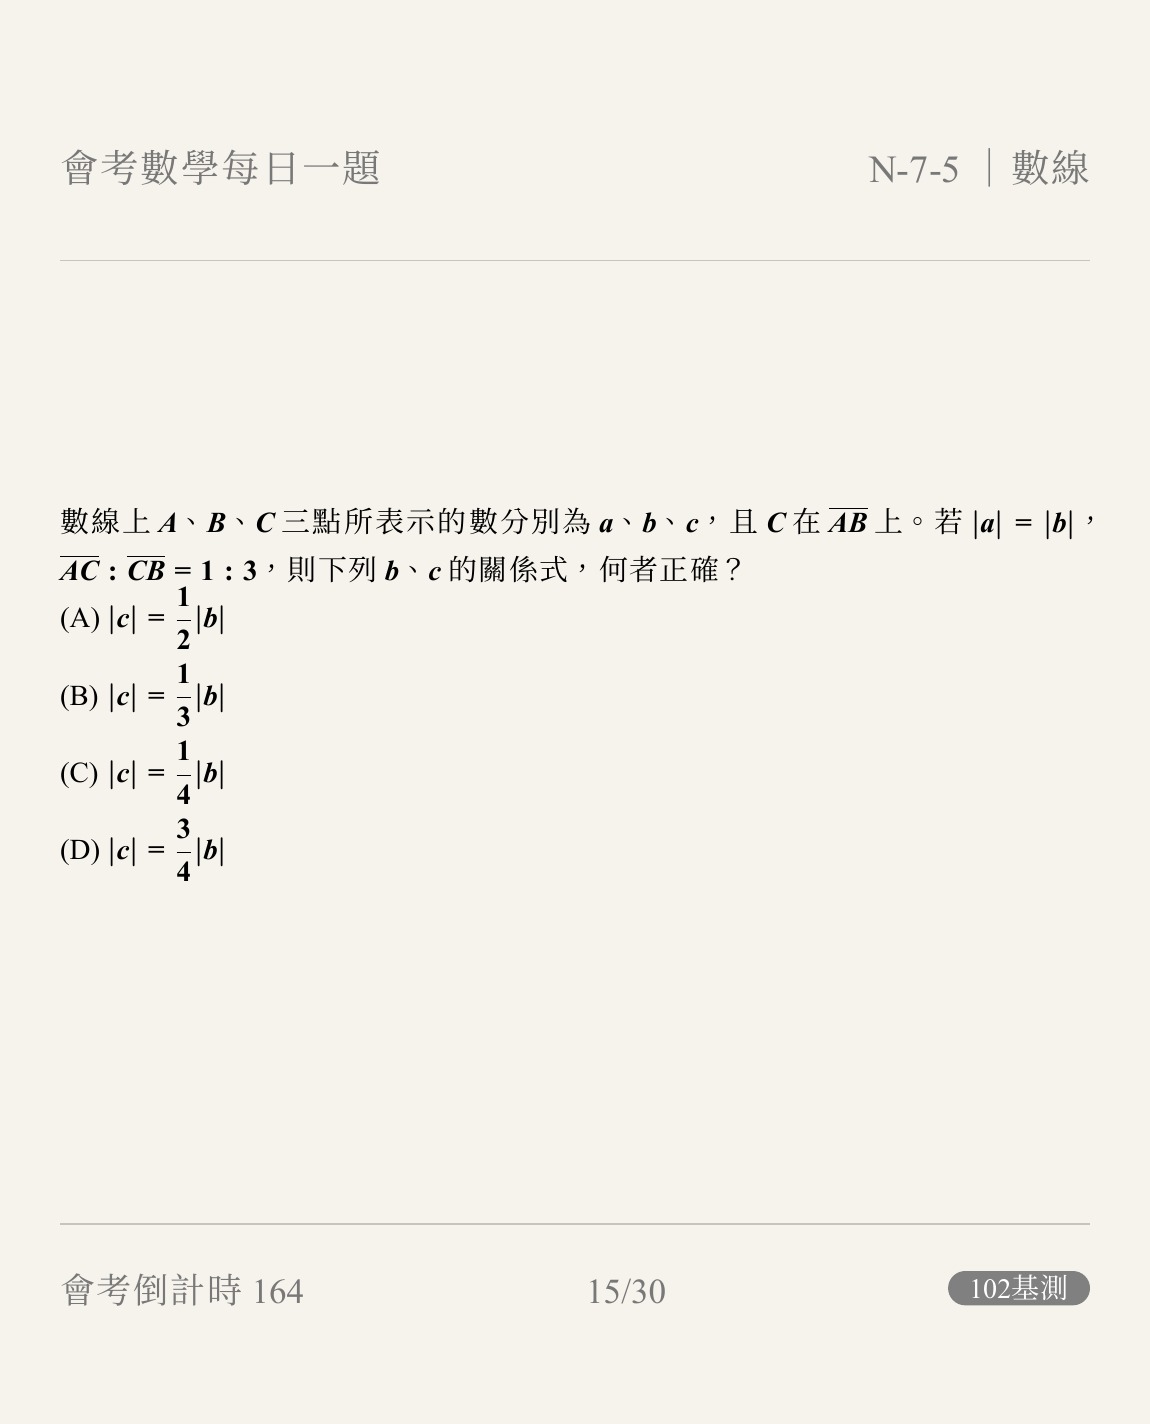 會考數學每日一題
N-7-5 | 數線
數線上 A、B、C 三點所表示的數分別為 a、b、c，且 C 在 A̅B̅ 上。若 |a| = |b|，
A̅C̅ : C̅B̅ = 1 : 3，則下列 b、c 的關係式，何者正確？
(A) |c| = 1/2|b|
(B) |c| = 1/3|b|
(C) |c| = 1/4|b|
(D) |c| = 3/4|b|
會考倒計時 164
15/30
102基測